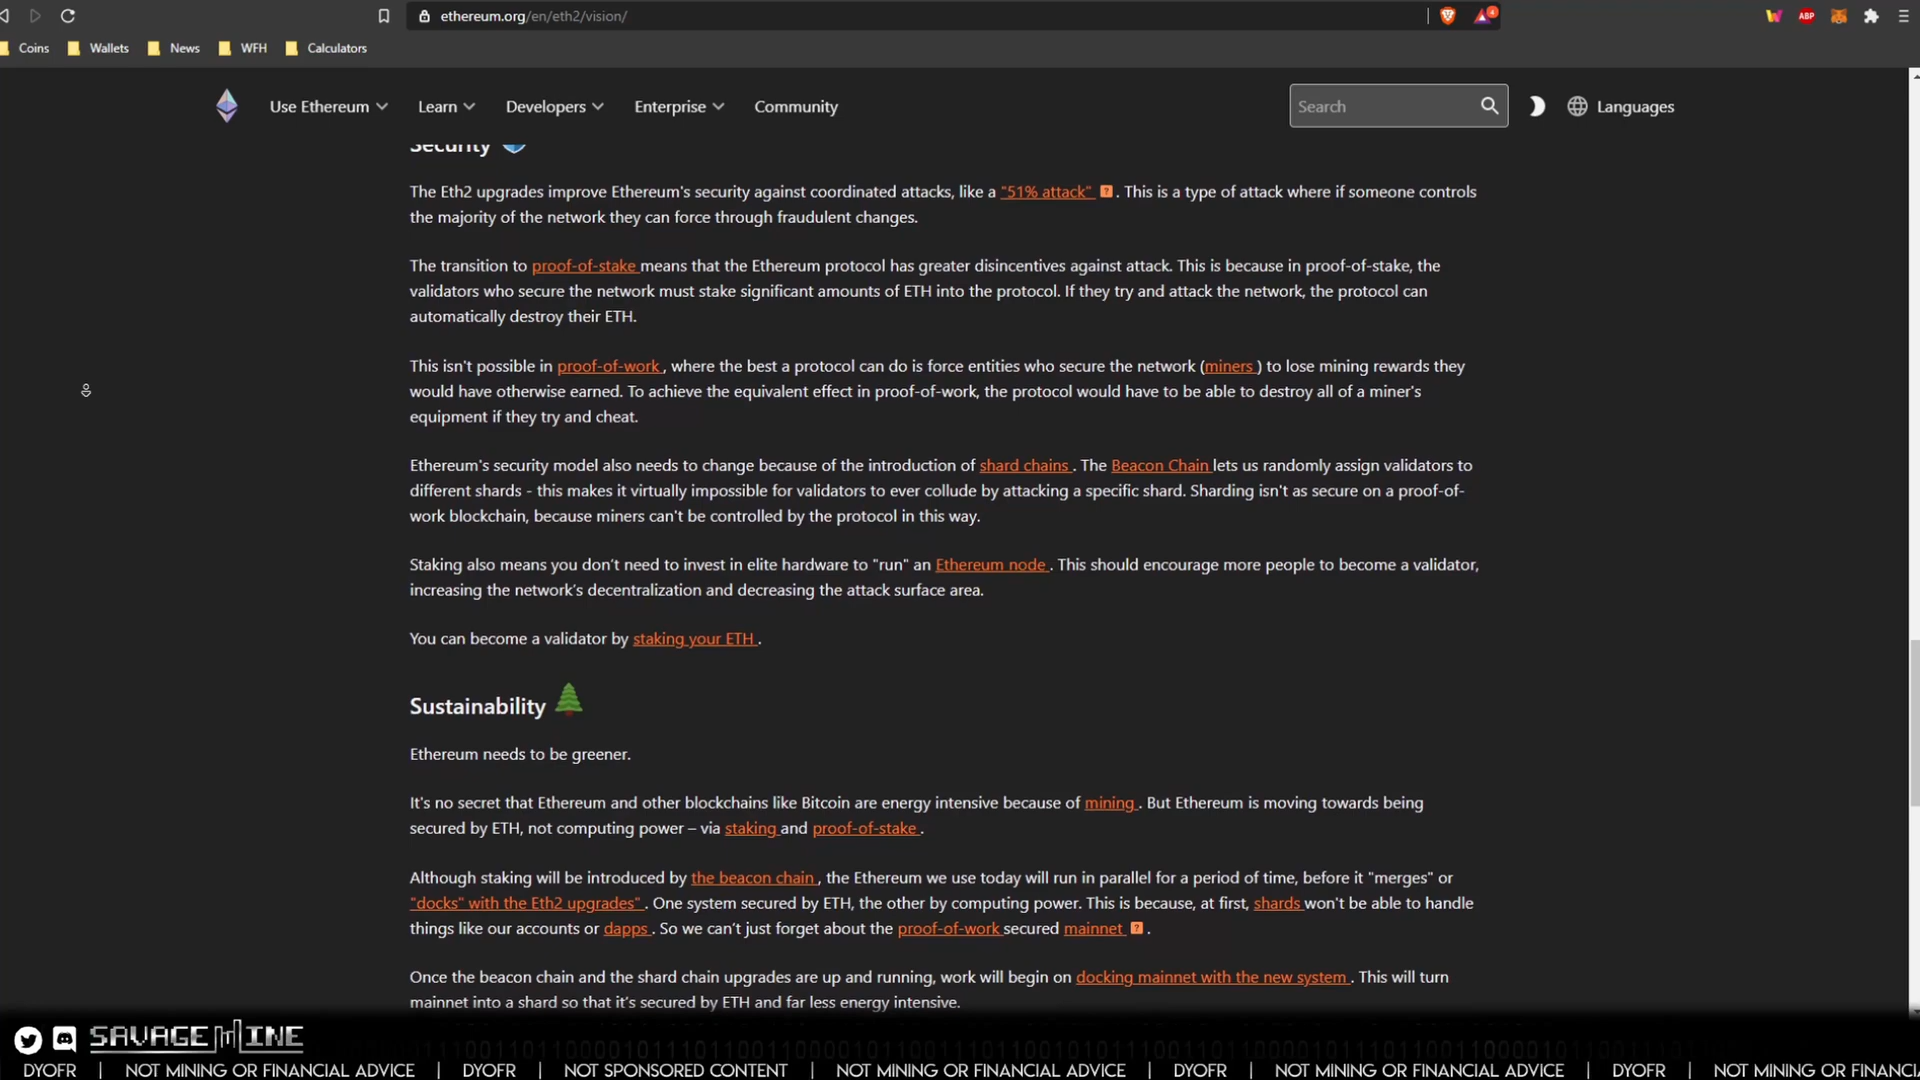 ethereum.org/en/eth2/vision/
4
ABP
Coins Wallets News WFH Calculators
Use Ethereum Learn Developers Enterprise Community Search Languages
Security
The Eth2 upgrades improve Ethereum's security against coordinated attacks, like a "51% attack" ? . This is a type of attack where if someone controls
the majority of the network they can force through fraudulent changes.
The transition to proof-of-stake means that the Ethereum protocol has greater disincentives against attack. This is because in proof-of-stake, the
validators who secure the network must stake significant amounts of ETH into the protocol. If they try and attack the network, the protocol can
automatically destroy their ETH.
This isn't possible in proof-of-work , where the best a protocol can do is force entities who secure the network (miners ) to lose mining rewards they
would have otherwise earned. To achieve the equivalent effect in proof-of-work, the protocol would have to be able to destroy all of a miner's
equipment if they try and cheat.
Ethereum's security model also needs to change because of the introduction of shard chains . The Beacon Chain lets us randomly assign validators to
different shards - this makes it virtually impossible for validators to ever collude by attacking a specific shard. Sharding isn't as secure on a proof-of-
work blockchain, because miners can't be controlled by the protocol in this way.
Staking also means you don't need to invest in elite hardware to "run" an Ethereum node . This should encourage more people to become a validator,
increasing the network's decentralization and decreasing the attack surface area.
You can become a validator by staking your ETH .
Sustainability
Ethereum needs to be greener.
It's no secret that Ethereum and other blockchains like Bitcoin are energy intensive because of mining . But Ethereum is moving towards being
secured by ETH, not computing power – via staking and proof-of-stake .
Although staking will be introduced by the beacon chain , the Ethereum we use today will run in parallel for a period of time, before it "merges" or
"docks" with the Eth2 upgrades" . One system secured by ETH, the other by computing power. This is because, at first, shards won't be able to handle
things like our accounts or dapps . So we can't just forget about the proof-of-work secured mainnet ? .
Once the beacon chain and the shard chain upgrades are up and running, work will begin on docking mainnet with the new system . This will turn
mainnet into a shard so that it's secured by ETH and far less energy intensive.
SAVAGE MINE
DYOFR | NOT MINING OR FINANCIAL ADVICE | DYOFR | NOT SPONSORED CONTENT | NOT MINING OR FINANCIAL ADVICE | DYOFR | NOT MINING OR FINANCIAL ADVICE | DYOFR | NOT MINING OR FINANCIA